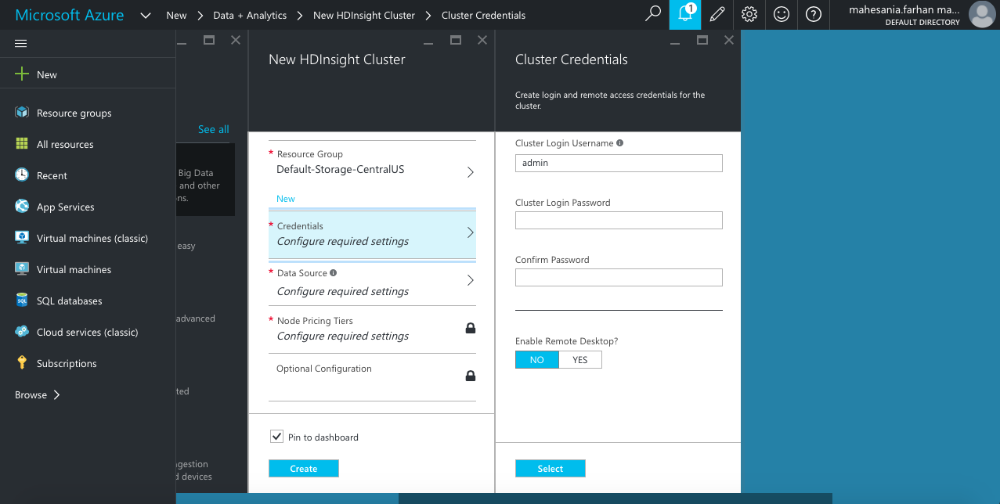 Microsoft Azure
New
Data + Analytics
New HDInsight Cluster
Cluster Credentials
1
mahesania.farhan ma...
DEFAULT DIRECTORY
New
Resource groups
All resources
Recent
App Services
Virtual machines (classic)
Virtual machines
SQL
SQL databases
Cloud services (classic)
Subscriptions
Browse
See all
Big Data
and other
ns.
easy
advanced
ted
gestion
d devices
New HDInsight Cluster
* Resource Group
Default-Storage-CentralUS
New
* Credentials
Configure required settings
* Data Source
Configure required settings
* Node Pricing Tiers
Configure required settings
Optional Configuration
Pin to dashboard
Create
Cluster Credentials
Create login and remote access credentials for the
cluster.
Cluster Login Username
admin
Cluster Login Password
Confirm Password
Enable Remote Desktop?
NO YES
Select